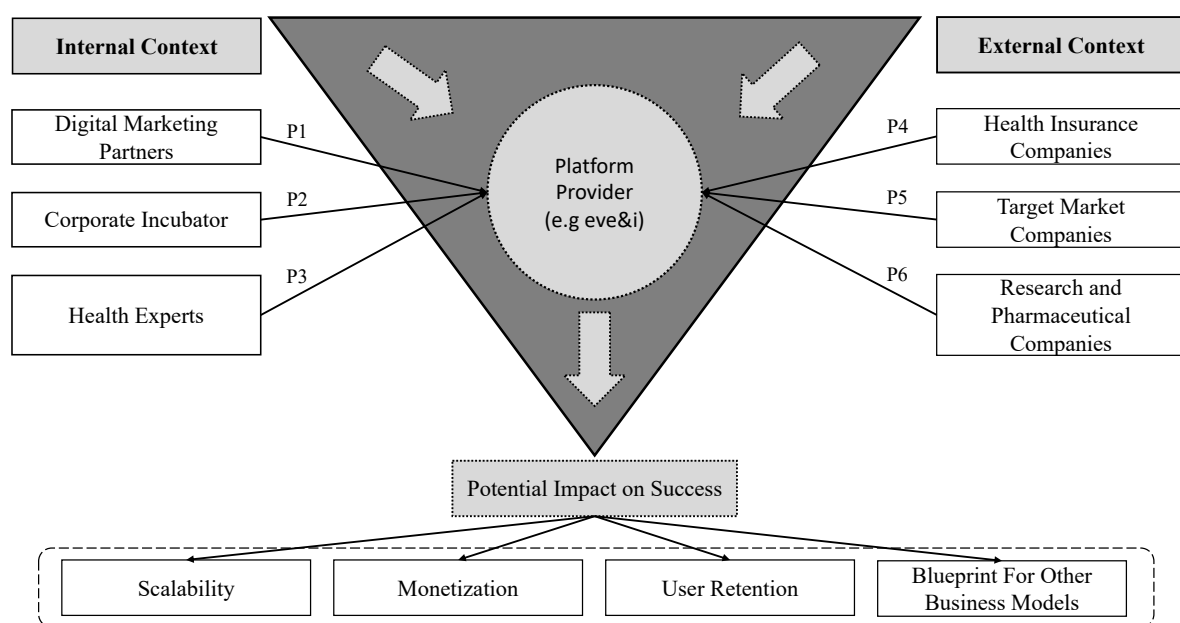 Internal Context
External Context
Digital Marketing
Partners
P1
Corporate Incubator
P2
Health Experts
P3
Platform
Provider
(e.g eve&i)
P4
Health Insurance
Companies
P5
Target Market
Companies
P6
Research and
Pharmaceutical
Companies
Potential Impact on Success
Scalability
Monetization
User Retention
Blueprint For Other
Business Models